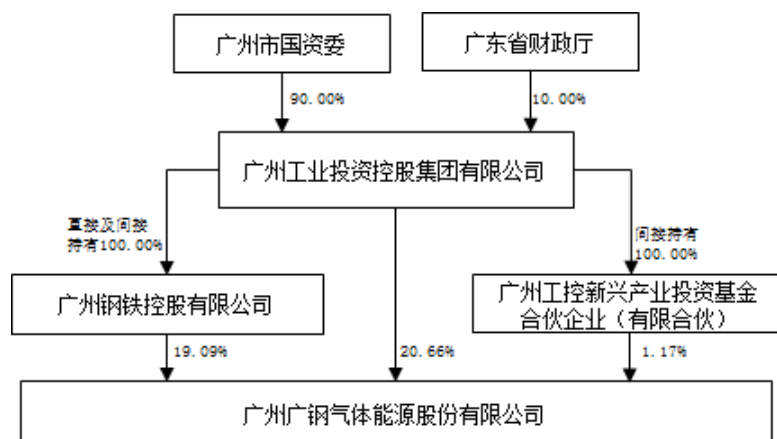 广州市国资委
广东省财政厅
90.00%
10.00%
广州工业投资控股集团有限公司
直接及间接
持有100.00%
间接持有
100.00%
广州钢铁控股有限公司
广州工控新兴产业投资基金
合伙企业（有限合伙）
19.09%
20.66%
1.17%
广州广钢气体能源股份有限公司